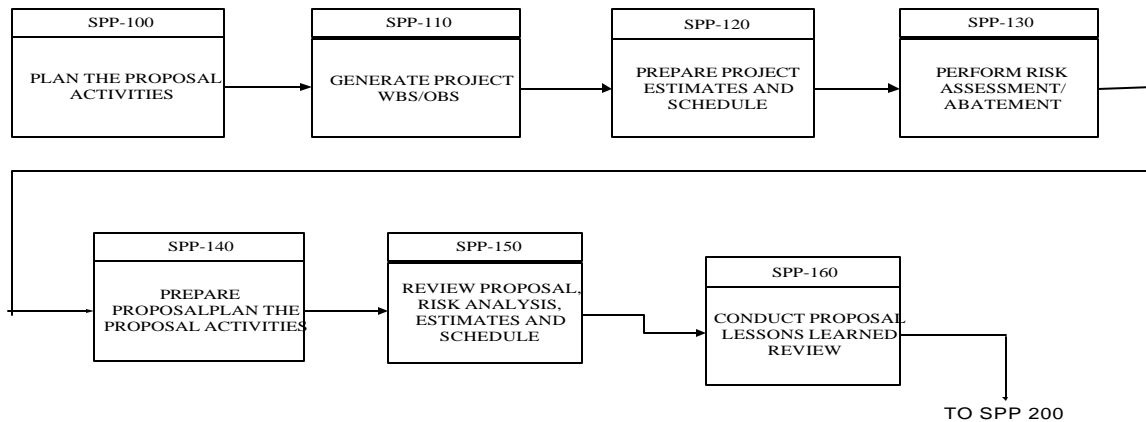 SPP-100
PLAN THE PROPOSAL
ACTIVITIES
SPP-110
GENERATE PROJECT
WBS/OBS
SPP-120
PREPARE PROJECT
ESTIMATES AND
SCHEDULE
SPP-130
PERFORM RISK
ASSESSMENT/
ABATEMENT
SPP-140
PREPARE
PROPOSALPLAN THE
PROPOSAL ACTIVITIES
SPP-150
REVIEW PROPOSAL,
RISK ANALYSIS,
ESTIMATES AND
SCHEDULE
SPP-160
CONDUCT PROPOSAL
LESSONS LEARNED
REVIEW
TO SPP 200